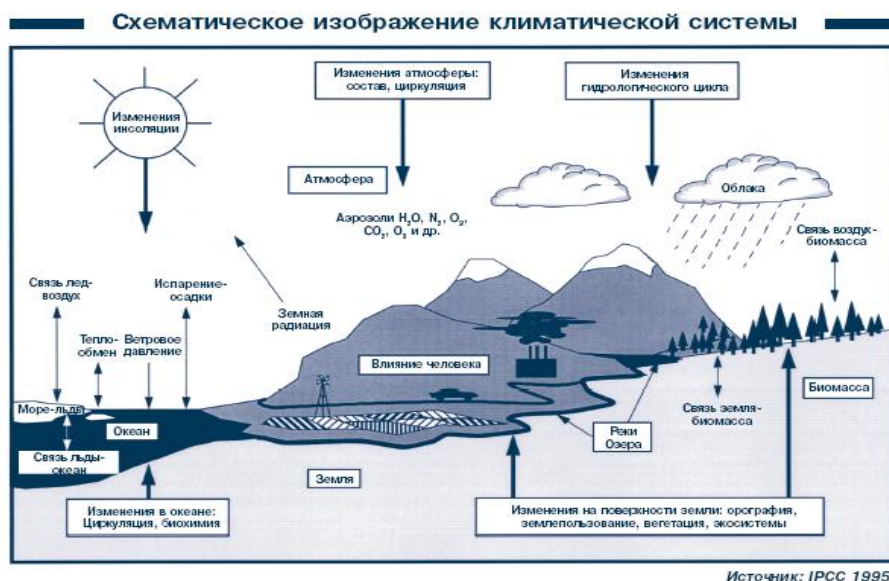 Схематическое изображение климатической системы
Изменения
инсоляции
Изменения атмосферы:
состав, циркуляция
Изменения
гидрологического цикла
Атмосфера
Облака
Аэрозоли H₂O, N₂, O₂,
CO₂, O₃ и др.
Связь воздух-
биомасса
Связь лед-
воздух
Испарение-
осадки
Земная
радиация
Тепло-
обмен
Ветровое
давление
Влияние человека
Биомасса
Море-льды
Океан
Связь земля-
биомасса
Реки
Озера
Связь льды-
океан
Земля
Изменения в океане:
Циркуляция, биохимия
Изменения на поверхности земли: орография,
землепользование, вегетация, экосистемы
Источник: IPCC 1995